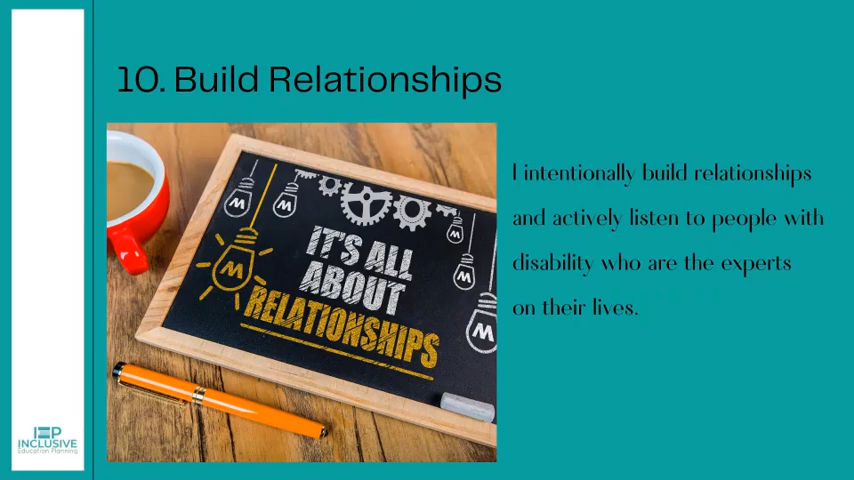 10. Build Relationships
IT'S ALL
ABOUT
RELATIONSHIPS
I intentionally build relationships
and actively listen to people with
disability who are the experts
on their lives.
IEP
INCLUSIVE
Education Planning